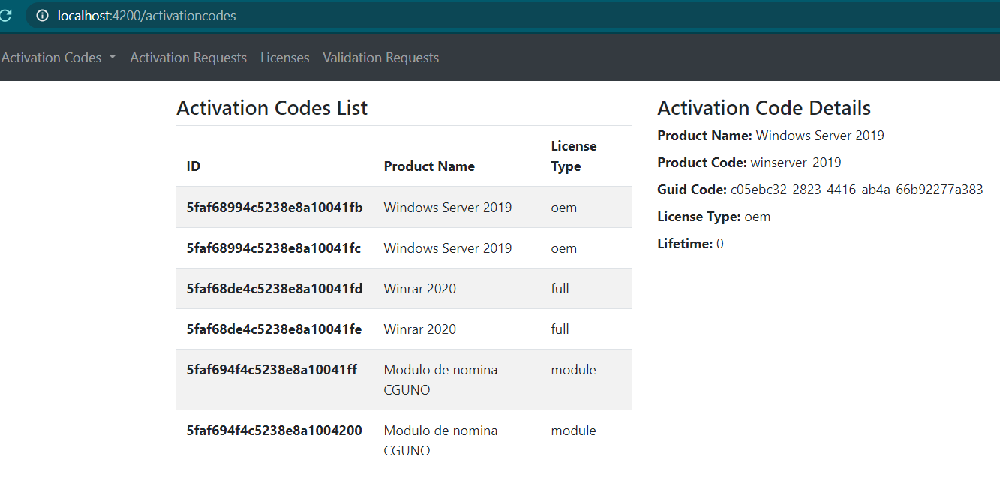 localhost:4200/activationcodes
Activation Codes Activation Requests Licenses Validation Requests
Activation Codes List
ID Product Name License Type
5faf68994c5238e8a10041fb Windows Server 2019 oem
5faf68994c5238e8a10041fc Windows Server 2019 oem
5faf68de4c5238e8a10041fd Winrar 2020 full
5faf68de4c5238e8a10041fe Winrar 2020 full
5faf694f4c5238e8a10041ff Modulo de nomina CGUNO module
5faf694f4c5238e8a1004200 Modulo de nomina CGUNO module
Activation Code Details
Product Name: Windows Server 2019
Product Code: winserver-2019
Guid Code: c05ebc32-2823-4416-ab4a-66b92277a383
License Type: oem
Lifetime: 0